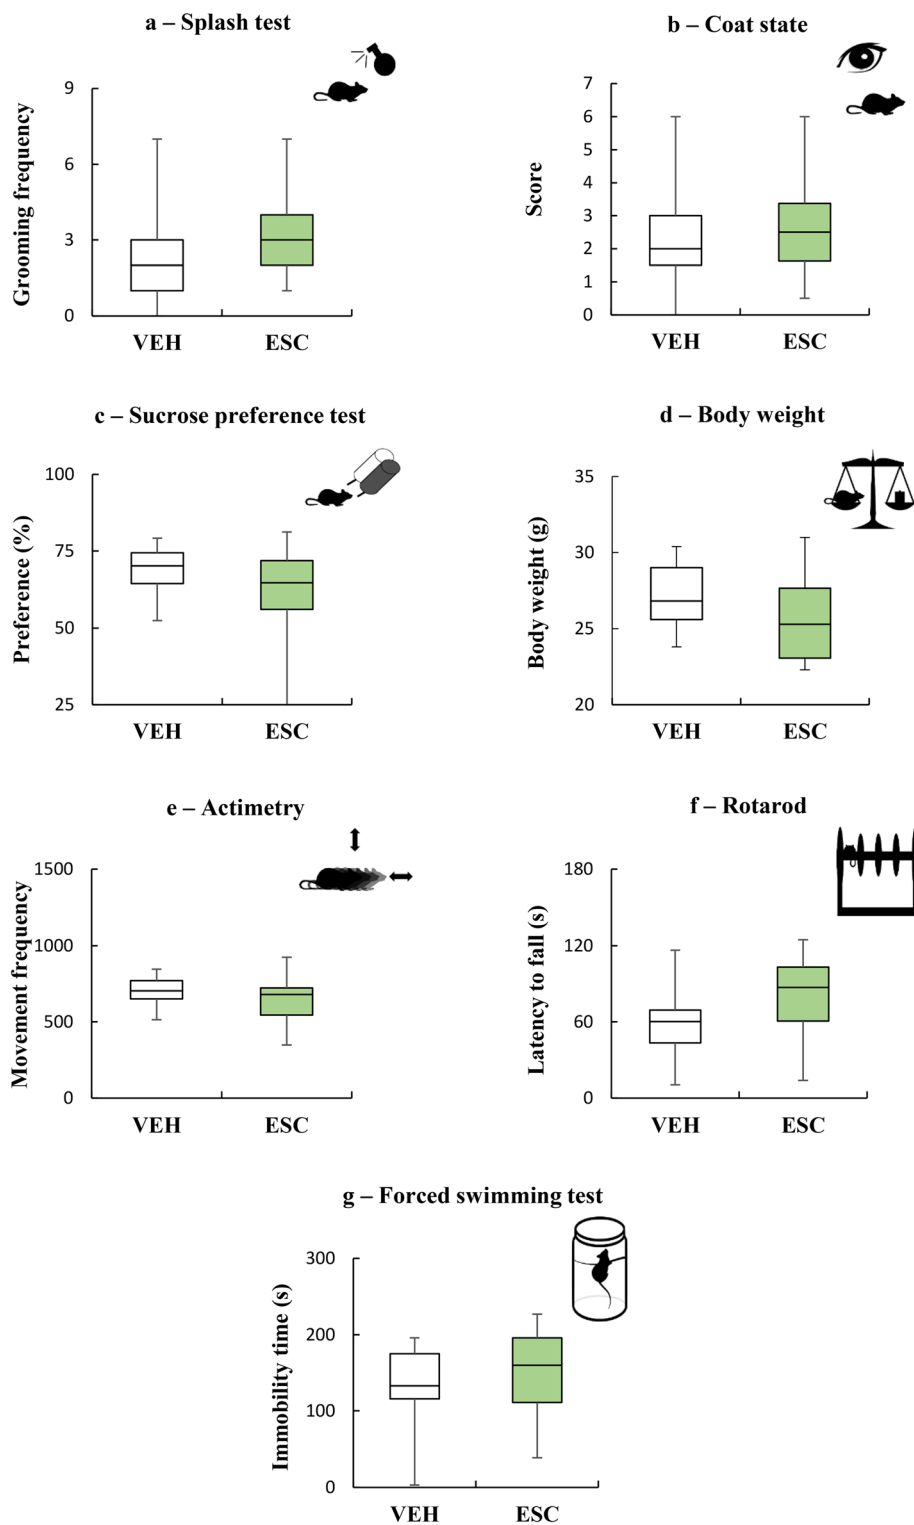 a – Splash test
Grooming frequency
9
6
3
0
VEH ESC
b – Coat state
Score
7
6
5
4
3
2
1
0
VEH ESC
c – Sucrose preference test
Preference (%)
100
75
50
25
VEH ESC
d – Body weight
Body weight (g)
35
30
25
20
VEH ESC
e – Actimetry
Movement frequency
1500
1000
500
0
VEH ESC
f – Rotarod
Latency to fall (s)
180
120
60
0
VEH ESC
g – Forced swimming test
Immobility time (s)
300
200
100
0
VEH ESC